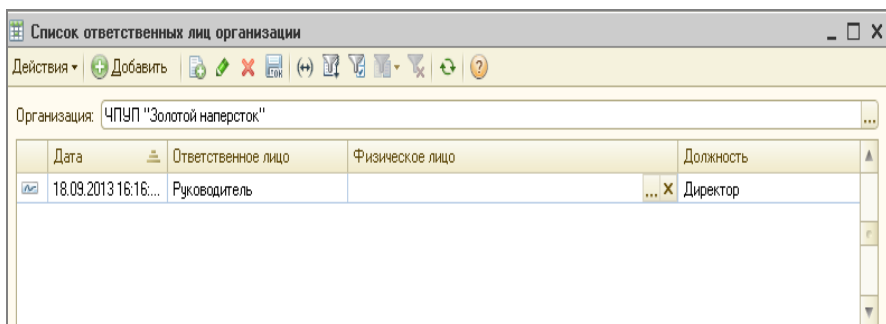 Список ответственных лиц организации
Действия Добавить
Организация: ЧПУП "Золотой наперсток"
Дата Ответственное лицо Физическое лицо Должность
18.09.2013 16:16:... Руководитель ... X Директор